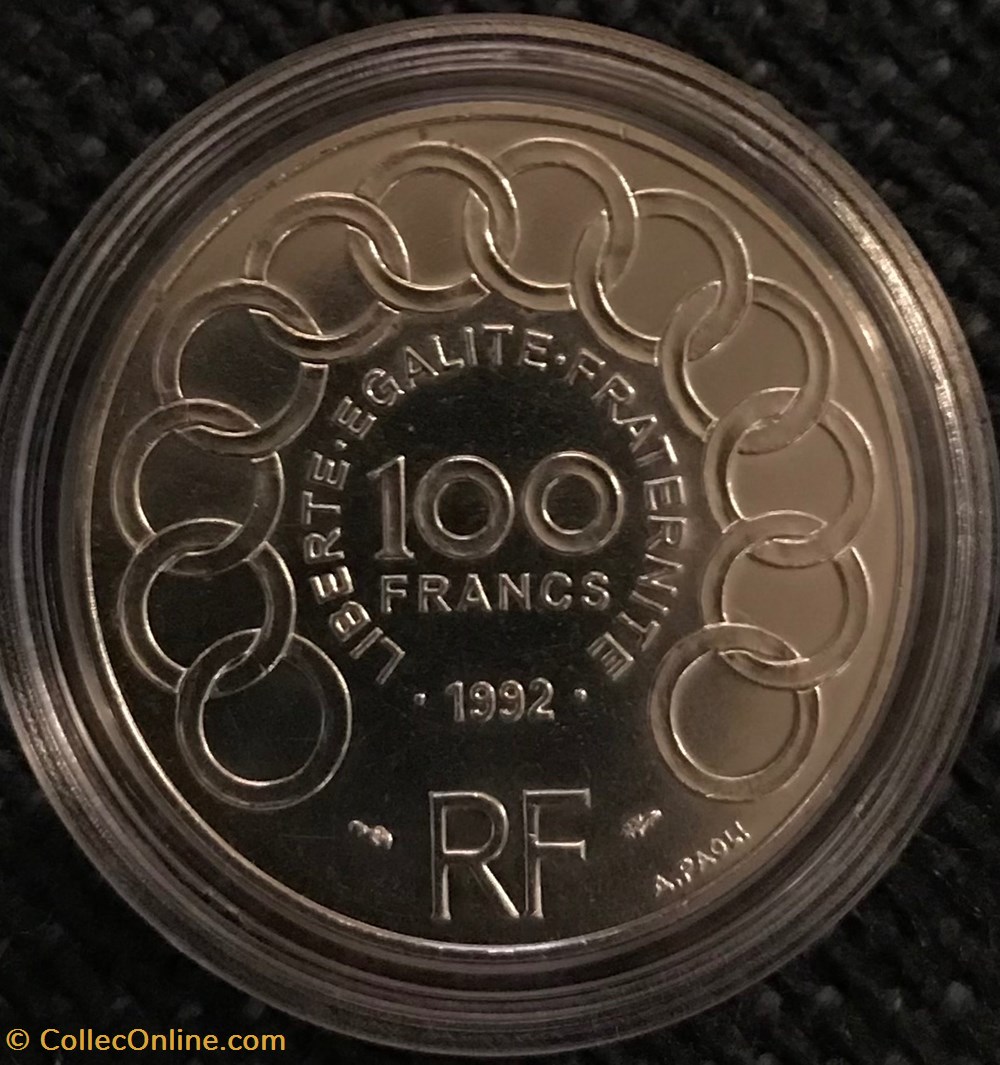 LIBERTE · EGALITE · FRATERNITE
100
FRANCS
· 1992 ·
RF
A. PAOLI
© CollecOnline.com